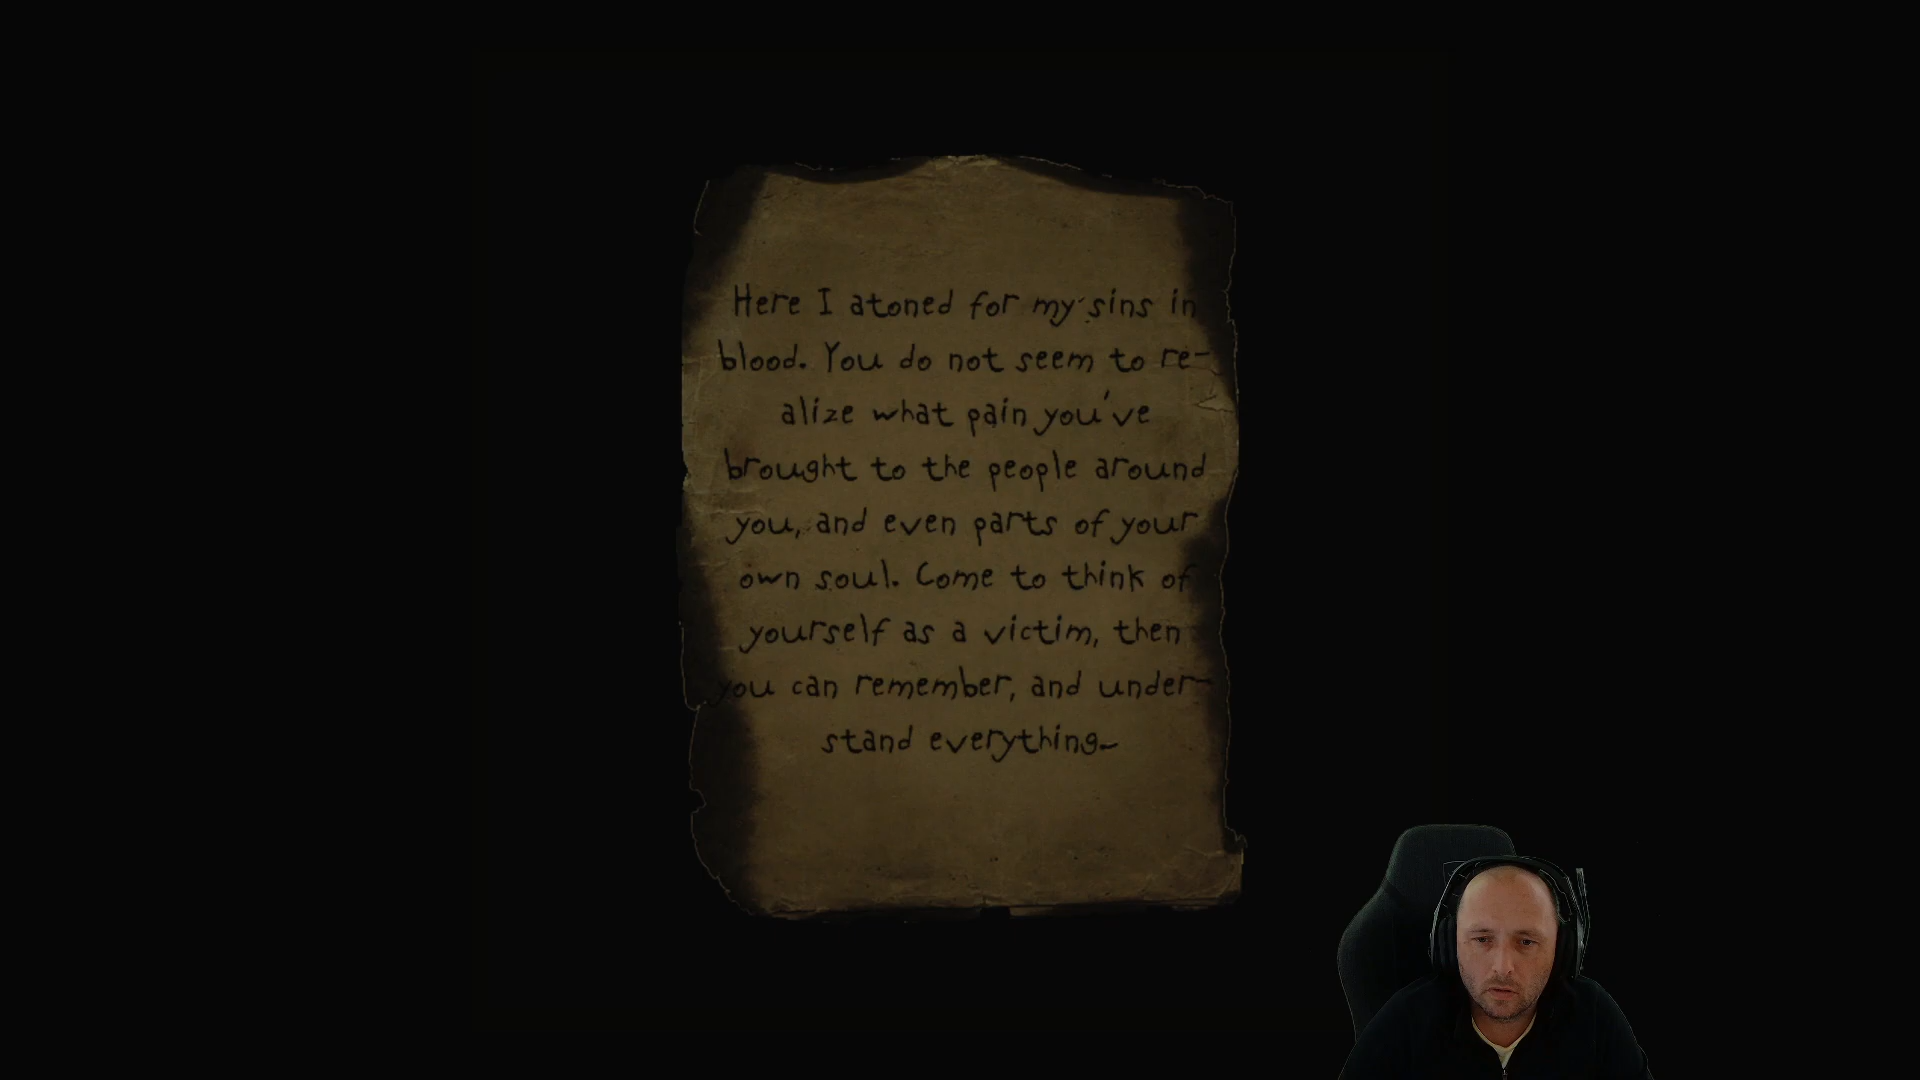 Here I atoned for my sins in
blood. You do not seem to re-
alize what pain you've
brought to the people around
you, and even parts of your
own soul. Come to think of
yourself as a victim, then
you can remember, and under-
stand everything~